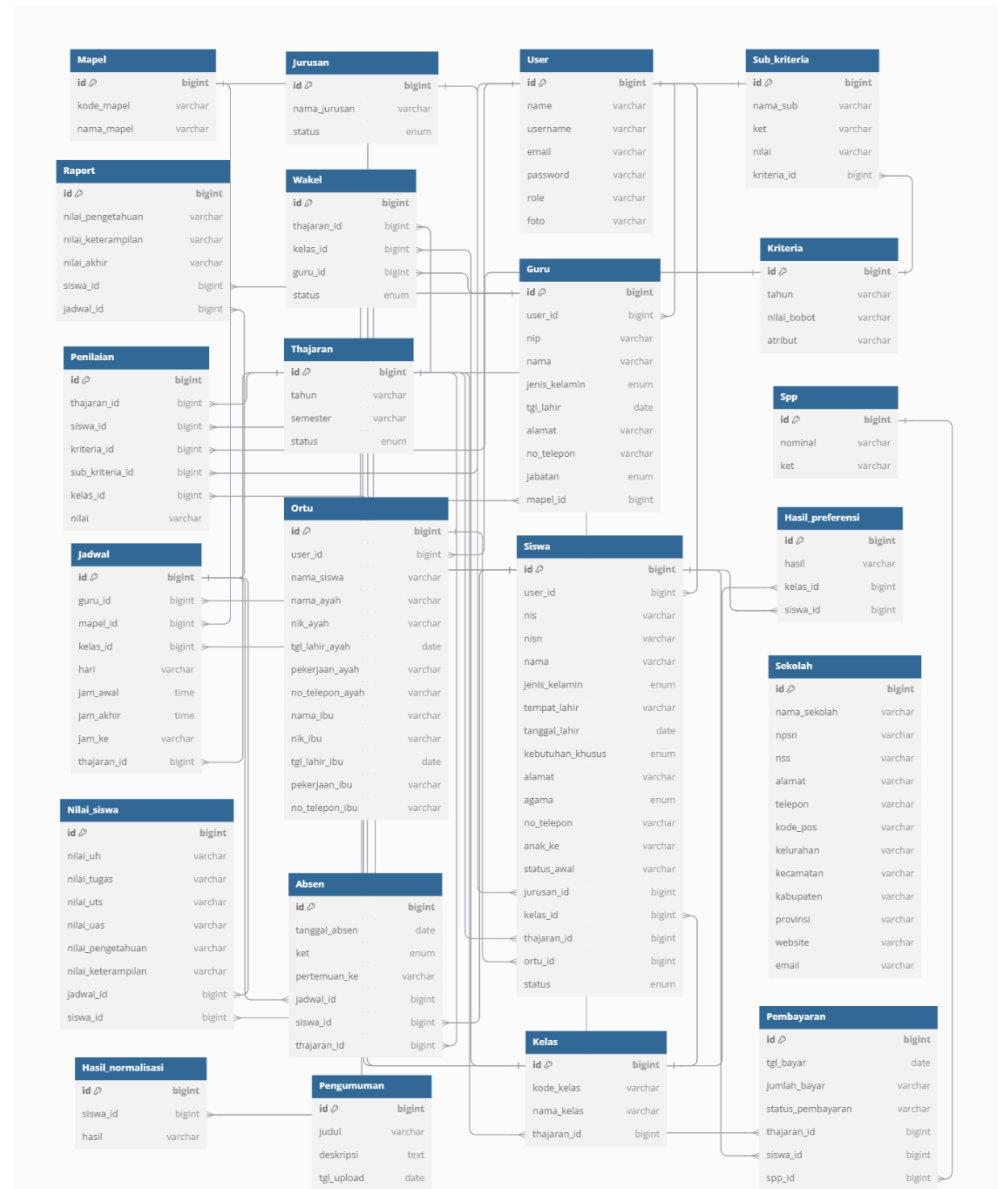 Mapel
id bigint
kode_mapel varchar
nama_mapel varchar
Raport
id bigint
nilai_pengetahuan varchar
nilai_keterampilan varchar
nilai_akhir varchar
siswa_id bigint
jadwal_id bigint
Penilaian
id bigint
thajaran_id bigint
siswa_id bigint
kriteria_id bigint
sub_kriteria_id bigint
kelas_id bigint
nilai varchar
Jadwal
id bigint
guru_id bigint
mapel_id bigint
kelas_id bigint
hari varchar
jam_awal time
jam_akhir time
jam_ke varchar
thajaran_id bigint
Nilai_siswa
id bigint
nilai_uh varchar
nilai_tugas varchar
nilai_uts varchar
nilai_uas varchar
nilai_pengetahuan varchar
nilai_keterampilan varchar
jadwal_id bigint
siswa_id bigint
Hasil_normalisasi
id bigint
siswa_id bigint
hasil varchar
Jurusan
id bigint
nama_jurusan varchar
status enum
Wakel
id bigint
thajaran_id bigint
kelas_id bigint
guru_id bigint
status enum
Thajaran
id bigint
tahun varchar
semester varchar
status enum
Ortu
id bigint
user_id bigint
nama_siswa varchar
nama_ayah varchar
nik_ayah varchar
tgl_lahir_ayah date
pekerjaan_ayah varchar
no_telepon_ayah varchar
nama_ibu varchar
nik_ibu varchar
tgl_lahir_ibu date
pekerjaan_ibu varchar
no_telepon_ibu varchar
Absen
id bigint
tanggal_absen date
ket enum
pertemuan_ke varchar
jadwal_id bigint
siswa_id bigint
thajaran_id bigint
Pengumuman
id bigint
judul varchar
deskripsi text
tgl_upload date
User
id bigint
name varchar
username varchar
email varchar
password varchar
role varchar
foto varchar
Guru
id bigint
user_id bigint
nip varchar
nama varchar
jenis_kelamin enum
tgl_lahir date
alamat varchar
no_telepon varchar
jabatan enum
mapel_id bigint
Siswa
id bigint
user_id bigint
nis varchar
nisn varchar
nama varchar
jenis_kelamin enum
tempat_lahir varchar
tanggal_lahir date
kebutuhan_khusus enum
alamat varchar
agama enum
no_telepon varchar
anak_ke varchar
status_awal varchar
jurusan_id bigint
kelas_id bigint
thajaran_id bigint
ortu_id bigint
status enum
Kelas
id bigint
kode_kelas varchar
nama_kelas varchar
thajaran_id bigint
Sub_kriteria
id bigint
nama_sub varchar
ket varchar
nilai varchar
kriteria_id bigint
Kriteria
id bigint
tahun varchar
nilai_bobot varchar
atribut varchar
Spp
id bigint
nominal varchar
ket varchar
Hasil_preferensi
id bigint
hasil varchar
kelas_id bigint
siswa_id bigint
Sekolah
id bigint
nama_sekolah varchar
npsn varchar
nss varchar
alamat varchar
telepon varchar
kode_pos varchar
kelurahan varchar
kecamatan varchar
kabupaten varchar
provinsi varchar
website varchar
email varchar
Pembayaran
id bigint
tgl_bayar date
jumlah_bayar varchar
status_pembayaran varchar
thajaran_id bigint
siswa_id bigint
spp_id bigint